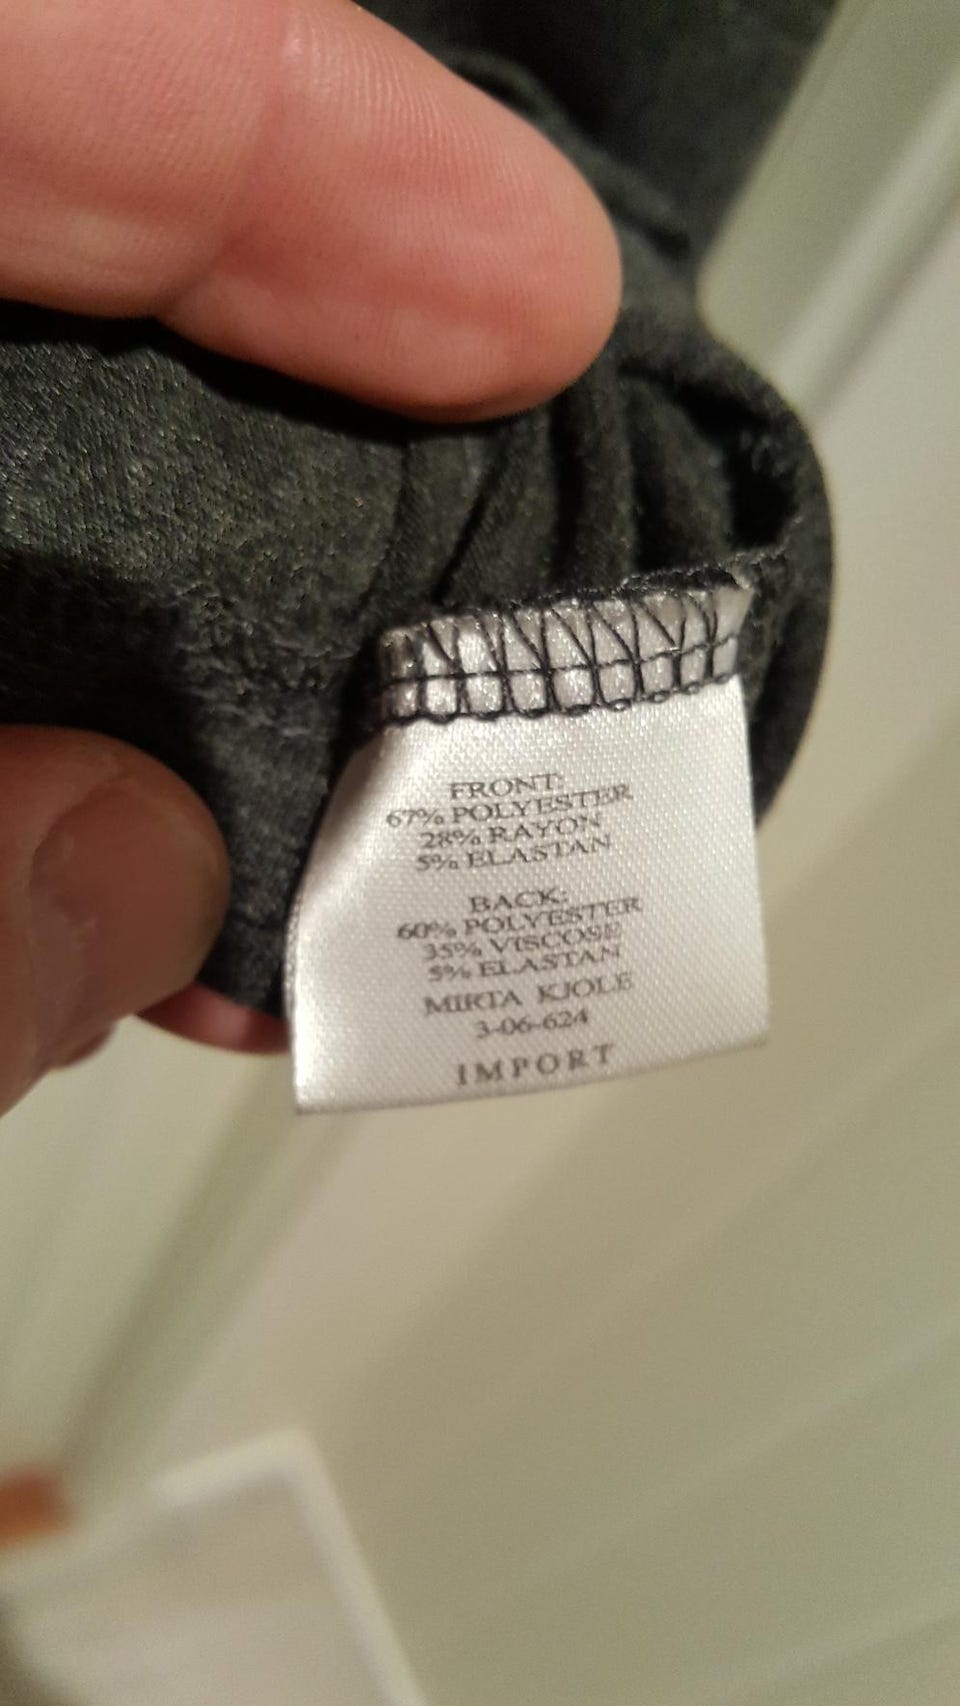 FRONT:
67% POLYESTER
28% RAYON
5% ELASTAN
BACK:
60% POLYESTER
35% VISCOSE
5% ELASTAN
MIRTA KJOLE
3-06-624
IMPORT